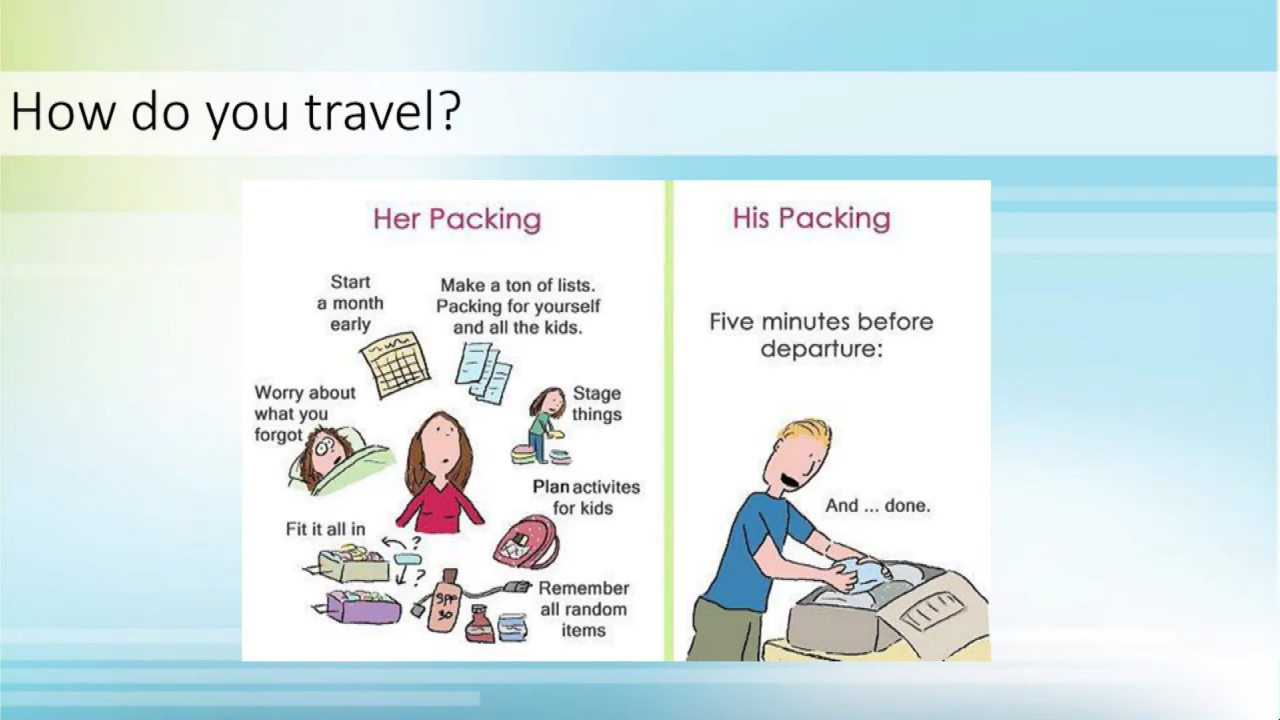 How do you travel?
Her Packing
Start
a month
early
Make a ton of lists.
Packing for yourself
and all the kids.
Worry about
what you
forgot
Stage
things
Plan activites
for kids
Fit it all in
?
?
SPF
30
Remember
all random
items
His Packing
Five minutes before
departure:
And ... done.